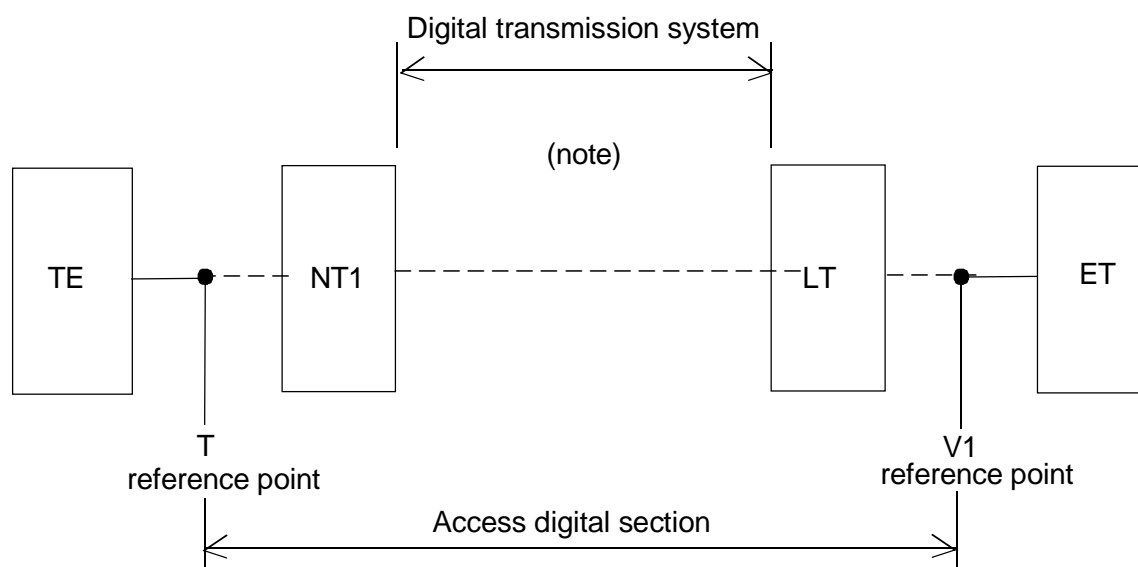 Digital transmission system
(note)
TE
NT1
LT
ET
T
reference point
V1
reference point
Access digital section